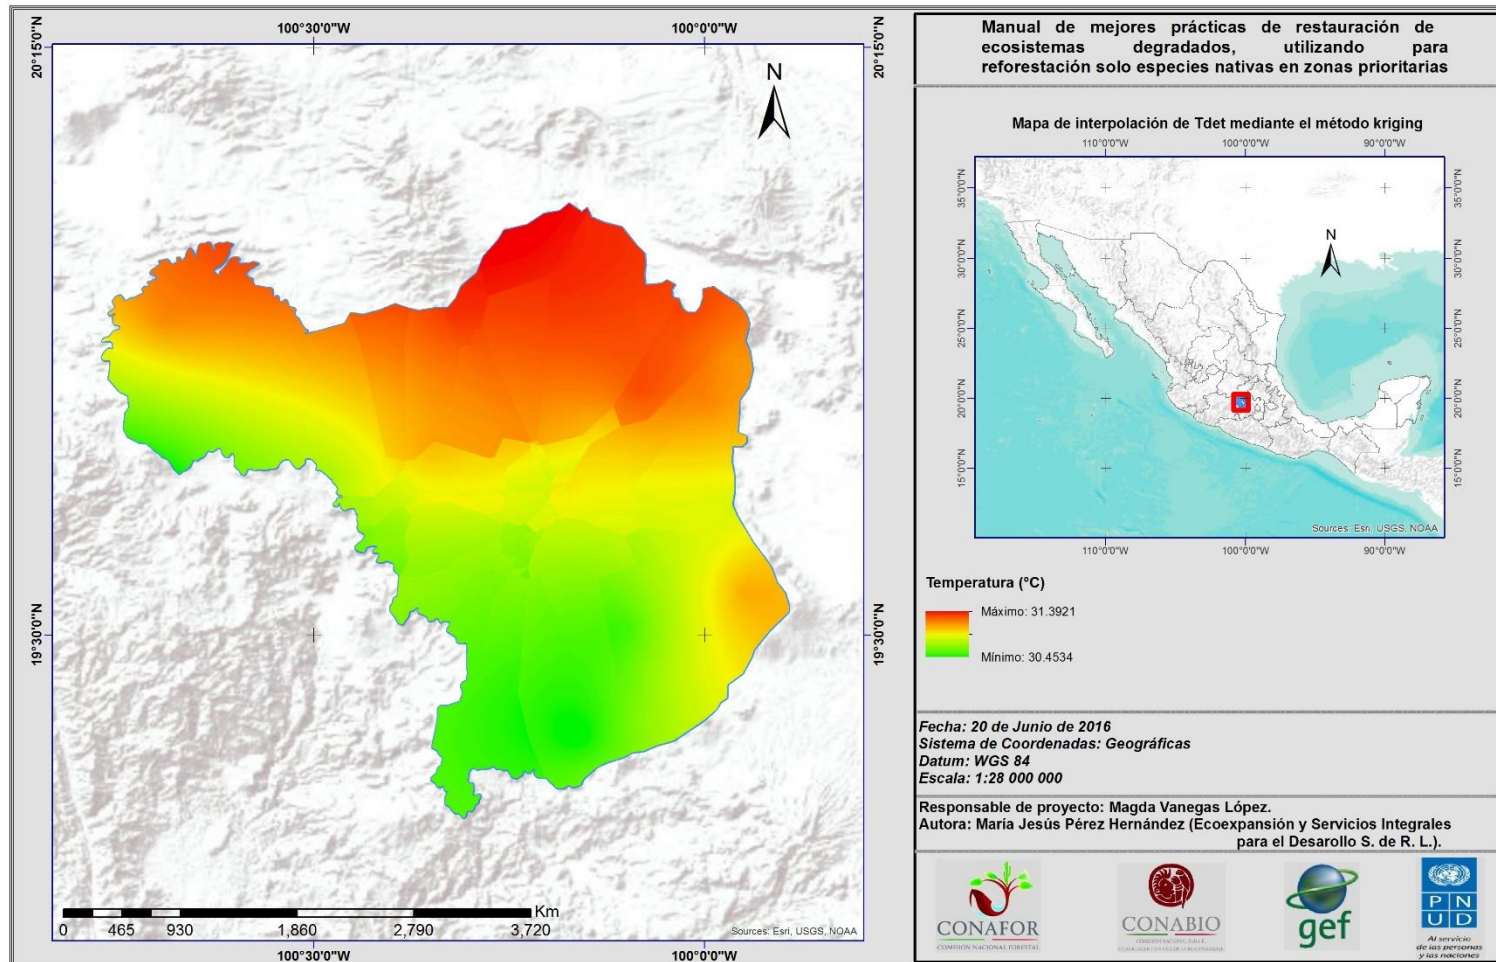 100°30'0"W
100°0'0"W
20°15'0"N
20°15'0"N
N
19°30'0"N
19°30'0"N
Km
0
465
930
1,860
2,790
3,720
Sources: Esri, USGS, NOAA
100°30'0"W
100°0'0"W
Manual de mejores prácticas de restauración de
ecosistemas degradados, utilizando para
reforestación solo especies nativas en zonas prioritarias
Mapa de interpolación de Tdet mediante el método kriging
110°0'0"W
100°0'0"W
90°0'0"W
35°0'0"N
35°0'0"N
N
30°0'0"N
30°0'0"N
25°0'0"N
25°0'0"N
20°0'0"N
20°0'0"N
15°0'0"N
15°0'0"N
Sources: Esri, USGS, NOAA
110°0'0"W
100°0'0"W
90°0'0"W
Temperatura (°C)
Máximo: 31.3921
Mínimo: 30.4534
Fecha: 20 de Junio de 2016
Sistema de Coordenadas: Geográficas
Datum: WGS 84
Escala: 1:28 000 000
Responsable de proyecto: Magda Vanegas López.
Autora: María Jesús Pérez Hernández (Ecoexpansión y Servicios Integrales
para el Desarollo S. de R. L.).
CONAFOR
COMISIÓN NACIONAL FORESTAL
CONABIO
gef
P N
U D
Al servicio
de las personas
y las naciones